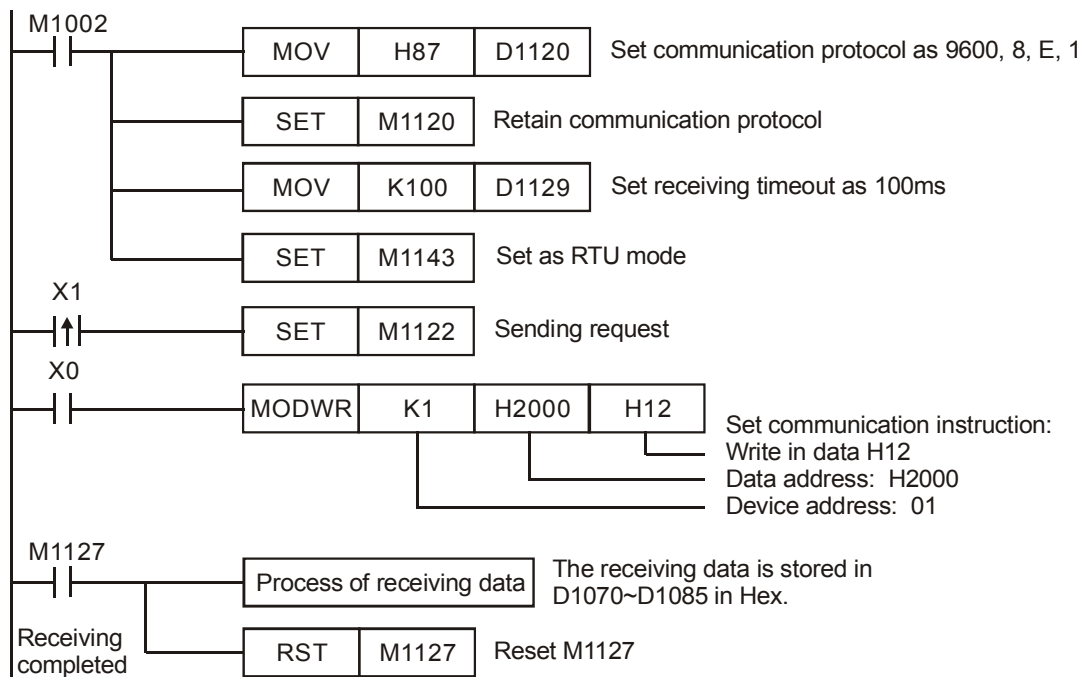 M1002
MOV H87 D1120 Set communication protocol as 9600, 8, E, 1
SET M1120 Retain communication protocol
MOV K100 D1129 Set receiving timeout as 100ms
SET M1143 Set as RTU mode
X1
SET M1122 Sending request
X0
MODWR K1 H2000 H12
Set communication instruction:
Write in data H12
Data address: H2000
Device address: 01
M1127
Process of receiving data
The receiving data is stored in
D1070~D1085 in Hex.
Receiving
completed
RST M1127 Reset M1127